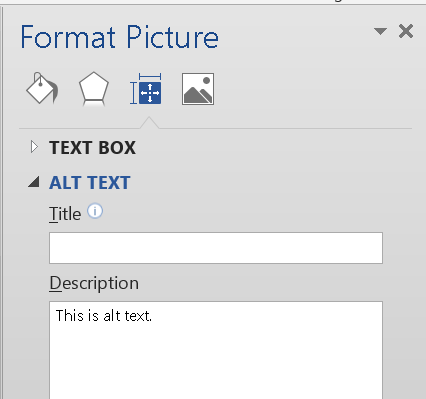 Format Picture
TEXT BOX
ALT TEXT
Title
Description
This is alt text.